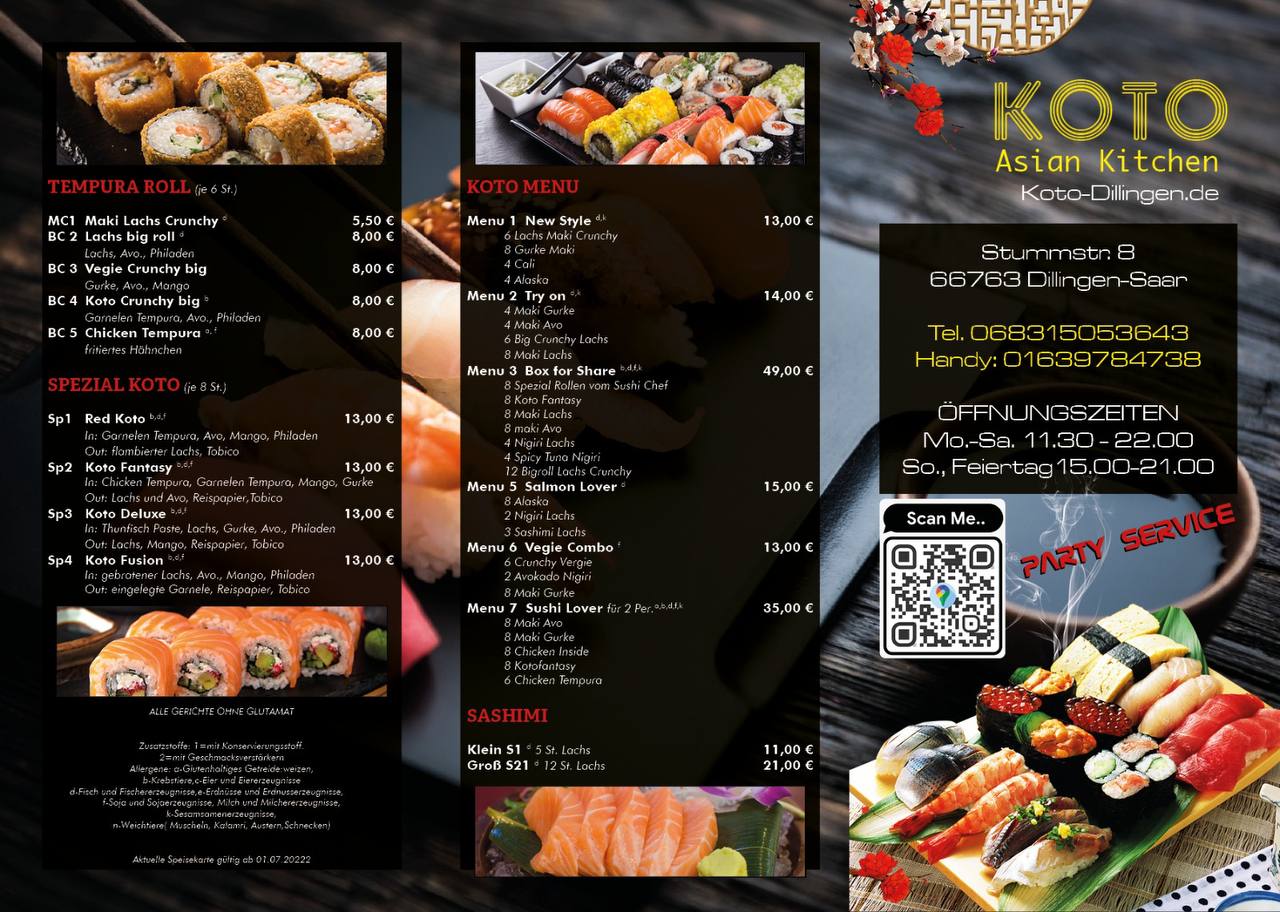 TEMPURA ROLL (je 6 St.)
MC1 Maki Lachs Crunchy d 5,50 €
BC 2 Lachs big roll d 8,00 €
Lachs, Avo., Philaden
BC 3 Vegie Crunchy big 8,00 €
Gurke, Avo., Mango
BC 4 Koto Crunchy big b 8,00 €
Garnelen Tempura, Avo., Philaden
BC 5 Chicken Tempura a, f 8,00 €
fritiertes Hähnchen
SPEZIAL KOTO (je 8 St.)
Sp1 Red Koto b,d,f 13,00 €
In: Garnelen Tempura, Avo, Mango, Philaden
Out: flambierter Lachs, Tobico
Sp2 Koto Fantasy b,d,f 13,00 €
In: Chicken Tempura, Garnelen Tempura, Mango, Gurke
Out: Lachs und Avo, Reispapier,Tobico
Sp3 Koto Deluxe b,d,f 13,00 €
In: Thunfisch Paste, Lachs, Gurke, Avo., Philaden
Out: Lachs, Mango, Reispapier, Tobico
Sp4 Koto Fusion b,d,f 13,00 €
In: gebratener Lachs, Avo., Mango, Philaden
Out: eingelegte Garnele, Reispapier, Tobico
ALLE GERICHTE OHNE GLUTAMAT
Zusatzstoffe: 1=mit Konservierungsstoff.
2=mit Geschmacksverstärkern
Allergene: a-Glutenhaltiges Getreide:weizen,
b-Krebstiere,c-Eier und Eiererzeugnisse
d-Fisch und Fischererzeugnisse,e-Erdnüsse und Erdnusserzeugnisse,
f-Soja und Sojaerzeugnisse, Milch und Milchererzeugnisse,
k-Sesamsamenerzeugnisse,
n-Weichtiere( Muscheln, Kalamri, Austern,Schnecken)
Aktuelle Speisekarte gültig ab 01.07.20222
KOTO MENU
Menu 1 New Style d,k 13,00 €
6 Lachs Maki Crunchy
8 Gurke Maki
4 Cali
4 Alaska
Menu 2 Try on d,k 14,00 €
4 Maki Gurke
4 Maki Avo
6 Big Crunchy Lachs
8 Maki Lachs
Menu 3 Box for Share b,d,f,k 49,00 €
8 Spezial Rollen vom Sushi Chef
8 Koto Fantasy
8 Maki Lachs
8 maki Avo
4 Nigiri Lachs
4 Spicy Tuna Nigiri
12 Bigroll Lachs Crunchy
Menu 5 Salmon Lover d 15,00 €
8 Alaska
2 Nigiri Lachs
3 Sashimi Lachs
Menu 6 Vegie Combo f 13,00 €
6 Crunchy Vergie
2 Avokado Nigiri
8 Maki Gurke
Menu 7 Sushi Lover für 2 Per. a,b,d,f,k 35,00 €
8 Maki Avo
8 Maki Gurke
8 Chicken Inside
8 Kotofantasy
6 Chicken Tempura
SASHIMI
Klein S1 d 5 St. Lachs 11,00 €
Groß S21 d 12 St. Lachs 21,00 €
KOTO
Asian Kitchen
Koto-Dillingen.de
Stummstr. 8
66763 Dillingen-Saar
Tel. 068315053643
Handy: 01639784738
ÖFFNUNGSZEITEN
Mo.-Sa. 11.30 - 22.00
So., Feiertag15.00-21.00
Scan Me..
PARTY SERVICE